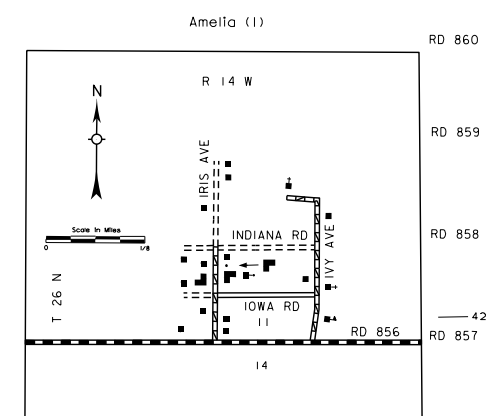 Amelia (1)
RD 860
R 14 W
N
RD 859
IRIS AVE
Scale In Miles
0 1/8
INDIANA RD
IVY AVE
RD 858
T 26 N
IOWA RD
11
42
RD 856
RD 857
14